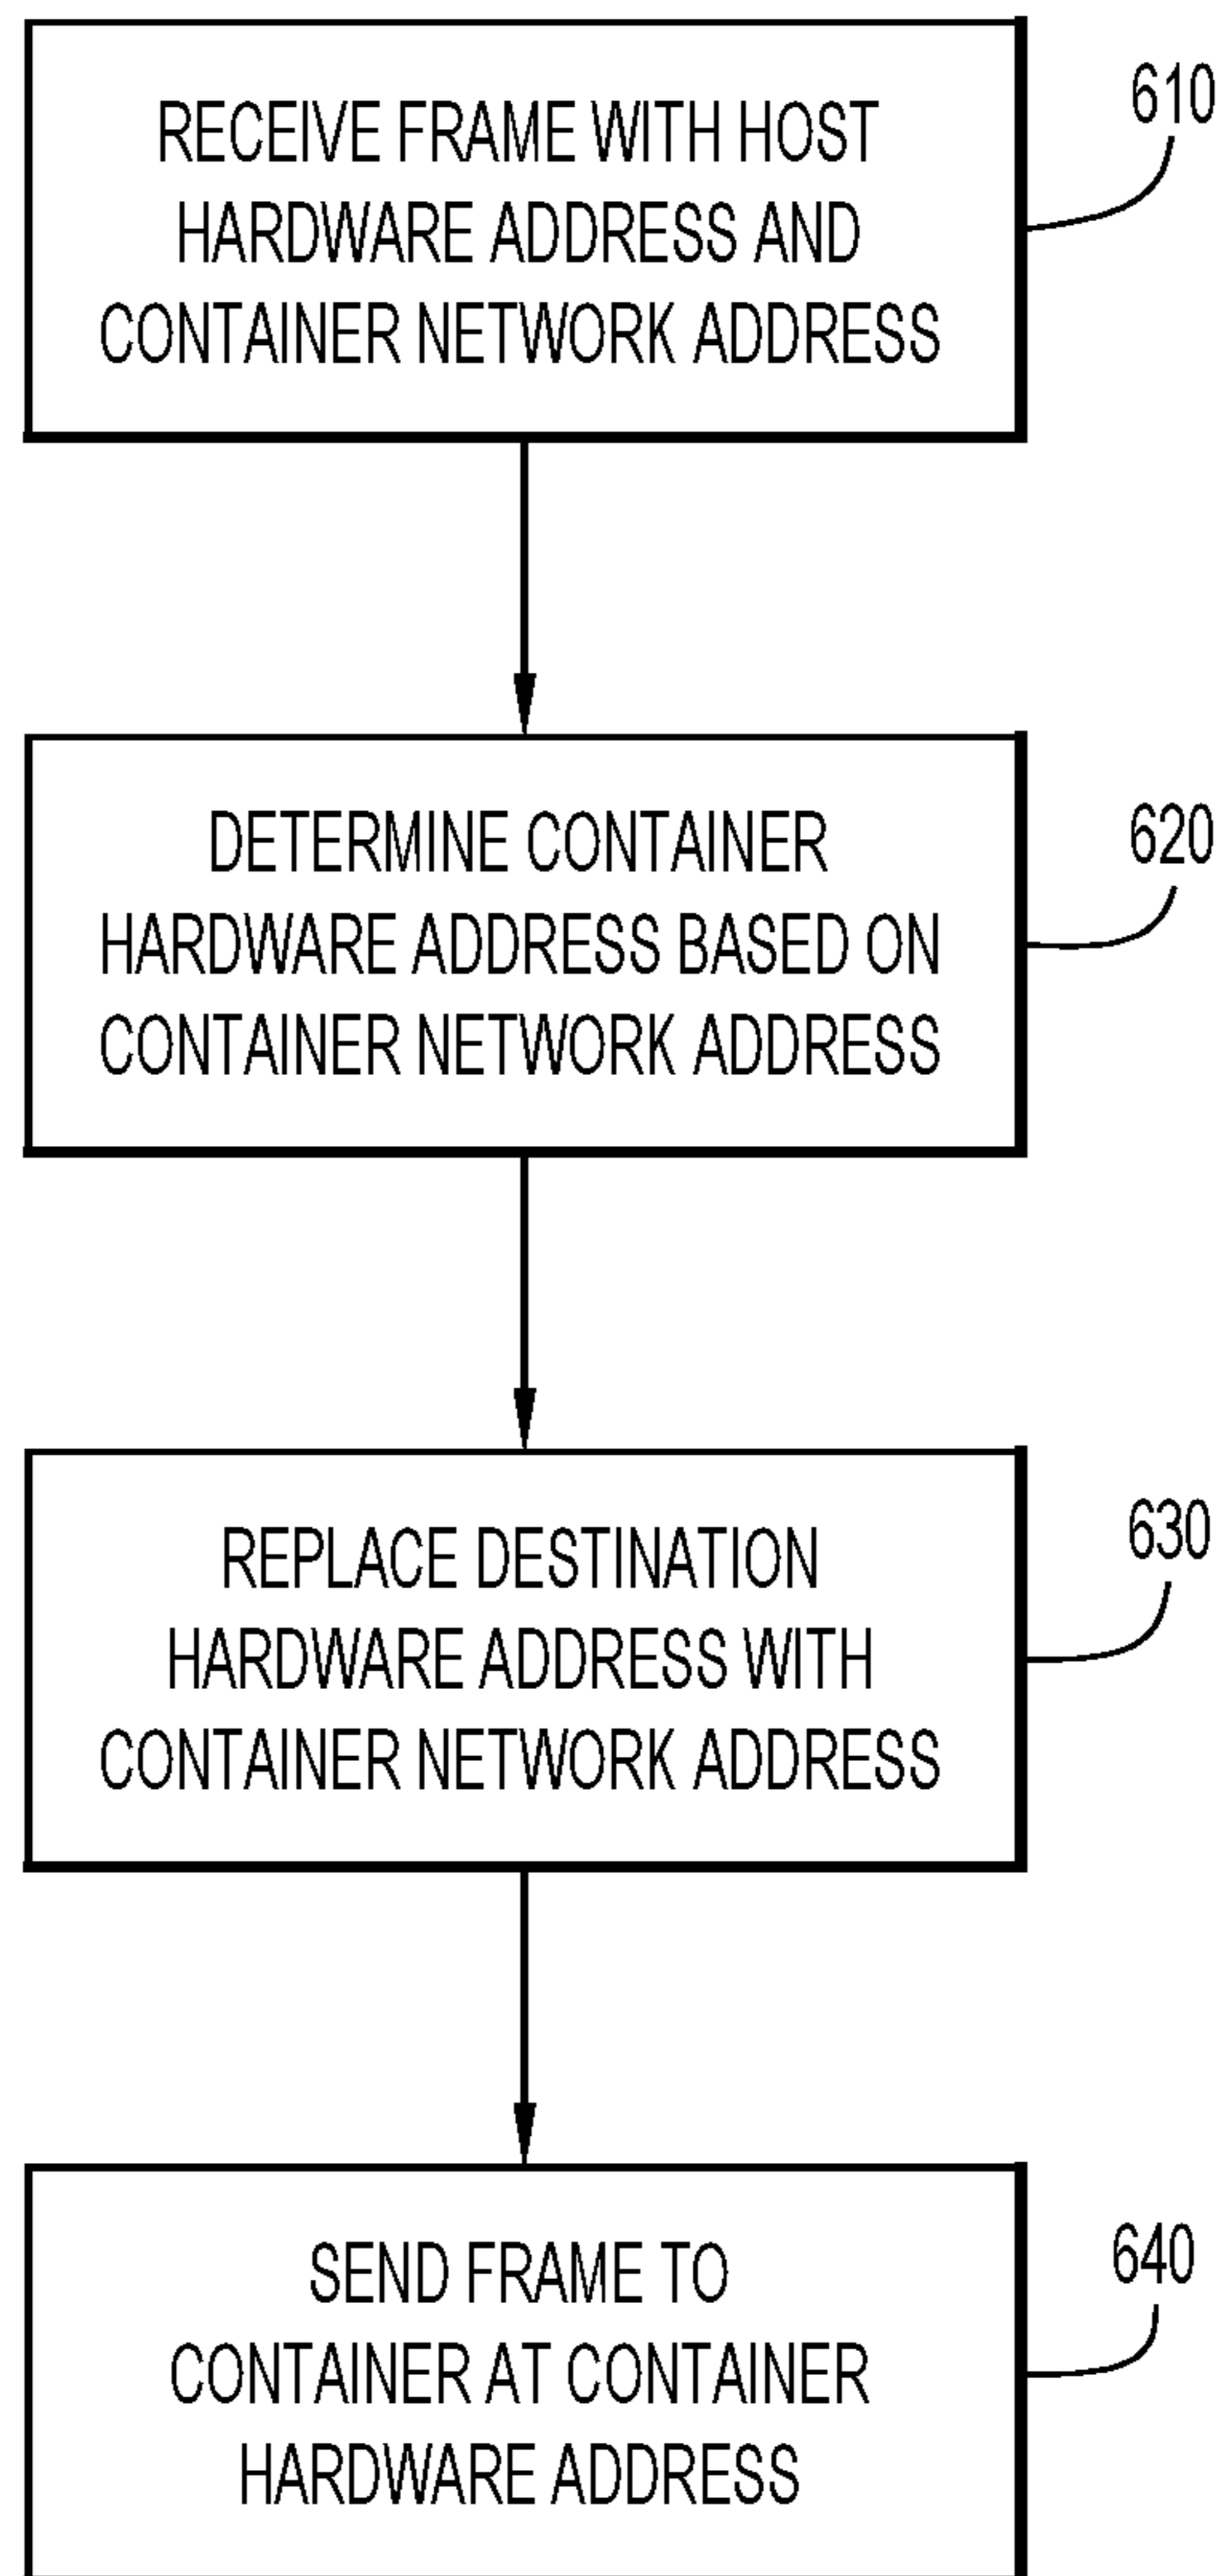 RECEIVE FRAME WITH HOST
HARDWARE ADDRESS AND
CONTAINER NETWORK ADDRESS
610
DETERMINE CONTAINER
HARDWARE ADDRESS BASED ON
CONTAINER NETWORK ADDRESS
620
REPLACE DESTINATION
HARDWARE ADDRESS WITH
CONTAINER NETWORK ADDRESS
630
SEND FRAME TO
CONTAINER AT CONTAINER
HARDWARE ADDRESS
640